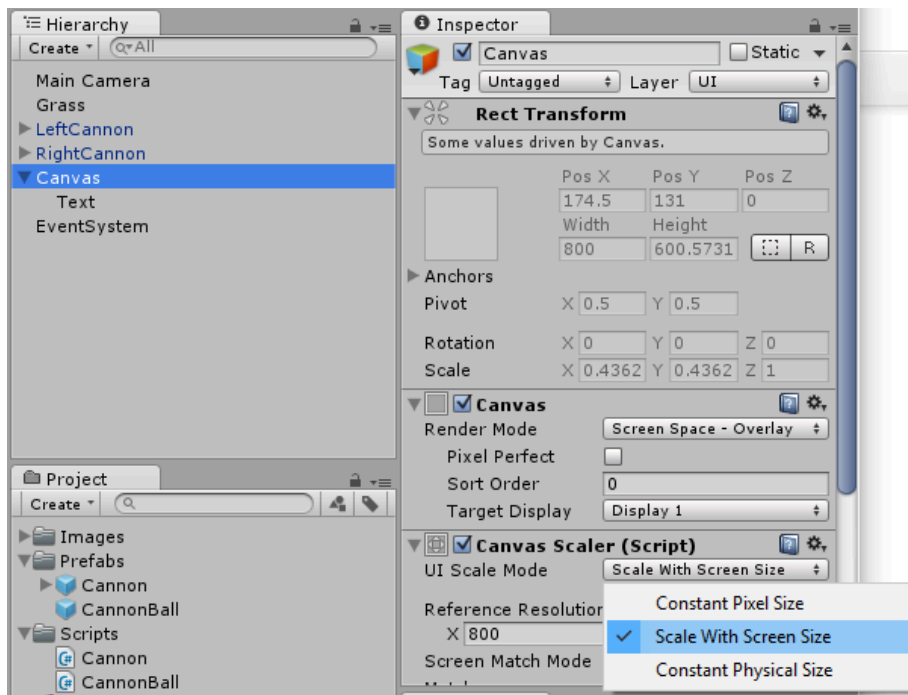 Hierarchy
Create
All
Main Camera
Grass
LeftCannon
RightCannon
Canvas
Text
EventSystem
Project
Create
Images
Prefabs
Cannon
CannonBall
Scripts
Cannon
CannonBall
Inspector
Canvas Static
Tag Untagged Layer UI
Rect Transform
Some values driven by Canvas.
Pos X Pos Y Pos Z
174.5 131 0
Width Height
800 600.5731 R
Anchors
Pivot X 0.5 Y 0.5
Rotation X 0 Y 0 Z 0
Scale X 0.4362 Y 0.4362 Z 1
Canvas
Render Mode Screen Space - Overlay
Pixel Perfect
Sort Order 0
Target Display Display 1
Canvas Scaler (Script)
UI Scale Mode Scale With Screen Size
Reference Resolution
X 800
Screen Match Mode
Constant Pixel Size
Scale With Screen Size
Constant Physical Size